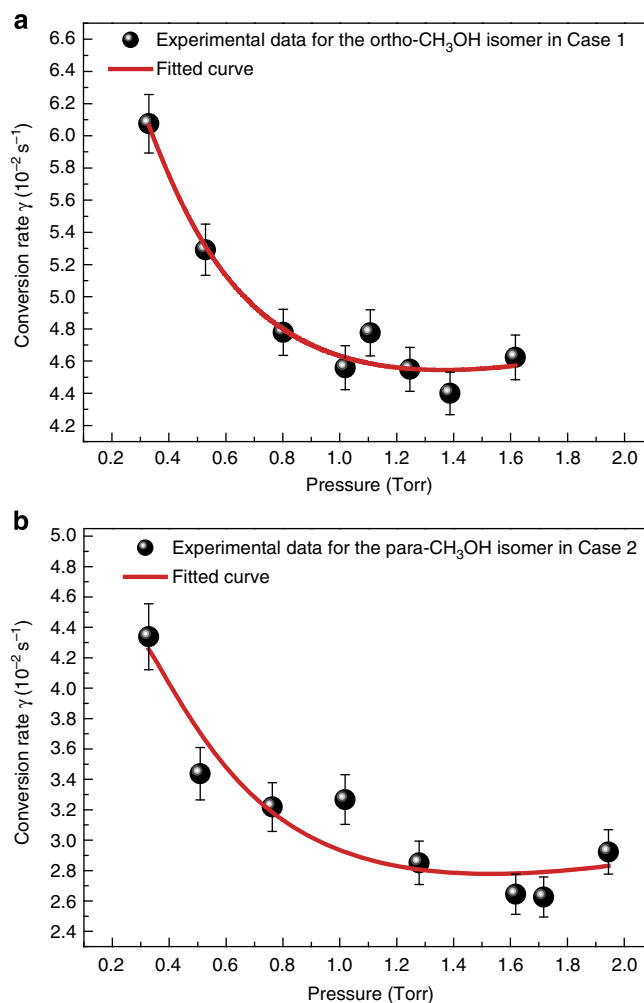 a
Experimental data for the ortho-CH₃OH isomer in Case 1
Fitted curve
Conversion rate γ (10⁻² s⁻¹)
6.6
6.4
6.2
6.0
5.8
5.6
5.4
5.2
5.0
4.8
4.6
4.4
4.2
0.2 0.4 0.6 0.8 1.0 1.2 1.4 1.6 1.8 2.0
Pressure (Torr)
b
Experimental data for the para-CH₃OH isomer in Case 2
Fitted curve
Conversion rate γ (10⁻² s⁻¹)
5.0
4.8
4.6
4.4
4.2
4.0
3.8
3.6
3.4
3.2
3.0
2.8
2.6
2.4
0.2 0.4 0.6 0.8 1.0 1.2 1.4 1.6 1.8 2.0
Pressure (Torr)